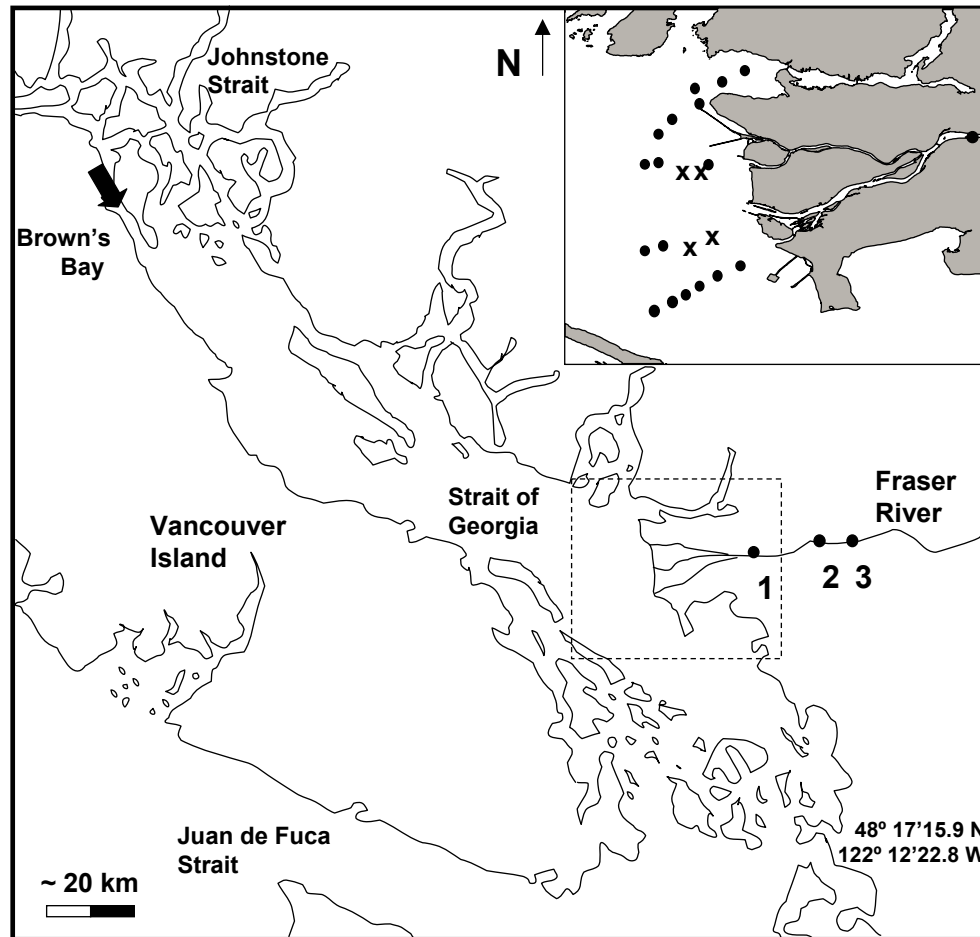 Johnstone
Strait
N
x x
x
x
Brown's
Bay
Strait of
Georgia
Fraser
River
Vancouver
Island
1
2 3
48º 17'15.9 N
122º 12'22.8 W
Juan de Fuca
Strait
~ 20 km